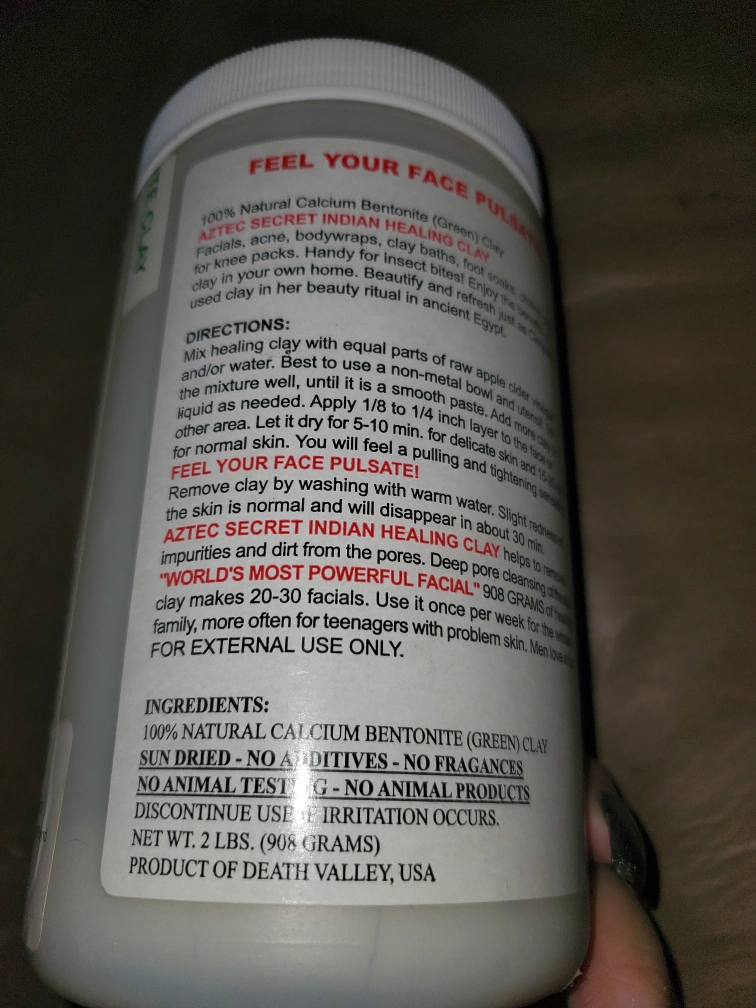 TE CLAY
FEEL YOUR FACE
100% Natural Calcium Bentonite (Green) Clay
AZTEC SECRET INDIAN HEALING CLAY
Facials, acne, bodywraps, clay baths, foot soaks
for knee packs. Handy for insect bites! Enjoy the
clay in your own home. Beautify and refresh just as
used clay in her beauty ritual in ancient Egypt.
DIRECTIONS:
Mix healing clay with equal parts of raw apple cider
and/or water. Best to use a non-metal bowl and
the mixture well, until it is a smooth paste. Add more
liquid as needed. Apply 1/8 to 1/4 inch layer to the face
other area. Let it dry for 5-10 min. for delicate skin and
for normal skin. You will feel a pulling and tightening
FEEL YOUR FACE PULSATE!
Remove clay by washing with warm water. Slight redness
the skin is normal and will disappear in about 30 min.
AZTEC SECRET INDIAN HEALING CLAY helps to
impurities and dirt from the pores. Deep pore cleansing
"WORLD'S MOST POWERFUL FACIAL" 908 GRAMS of
clay makes 20-30 facials. Use it once per week for the
family, more often for teenagers with problem skin. Men love
FOR EXTERNAL USE ONLY.
INGREDIENTS:
100% NATURAL CALCIUM BENTONITE (GREEN) CLAY
SUN DRIED - NO ADDITIVES - NO FRAGANCES
NO ANIMAL TESTING - NO ANIMAL PRODUCTS
DISCONTINUE USE IF IRRITATION OCCURS.
NET WT. 2 LBS. (908 GRAMS)
PRODUCT OF DEATH VALLEY, USA